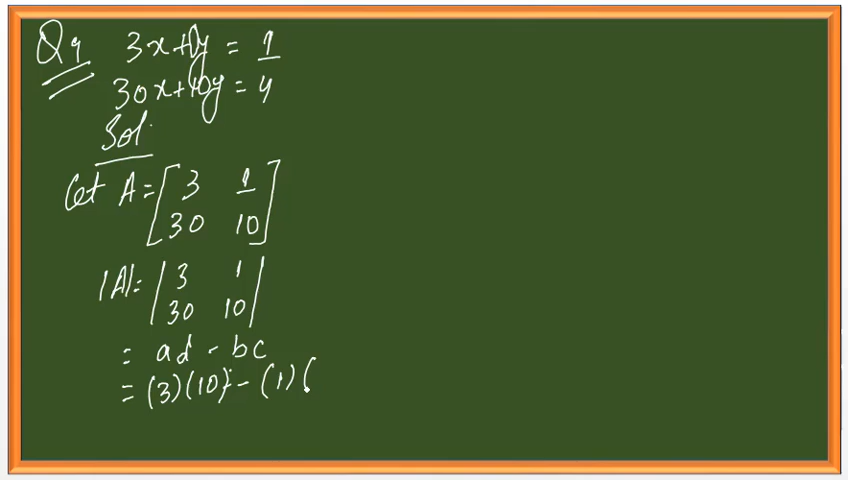 Q 9 3x+y = 1
30x+10y = 4
Sol
Let A = [ 3 1
30 10 ]
|A| = | 3 1
30 10 |
= ad - bc
= (3)(10) - (1)(